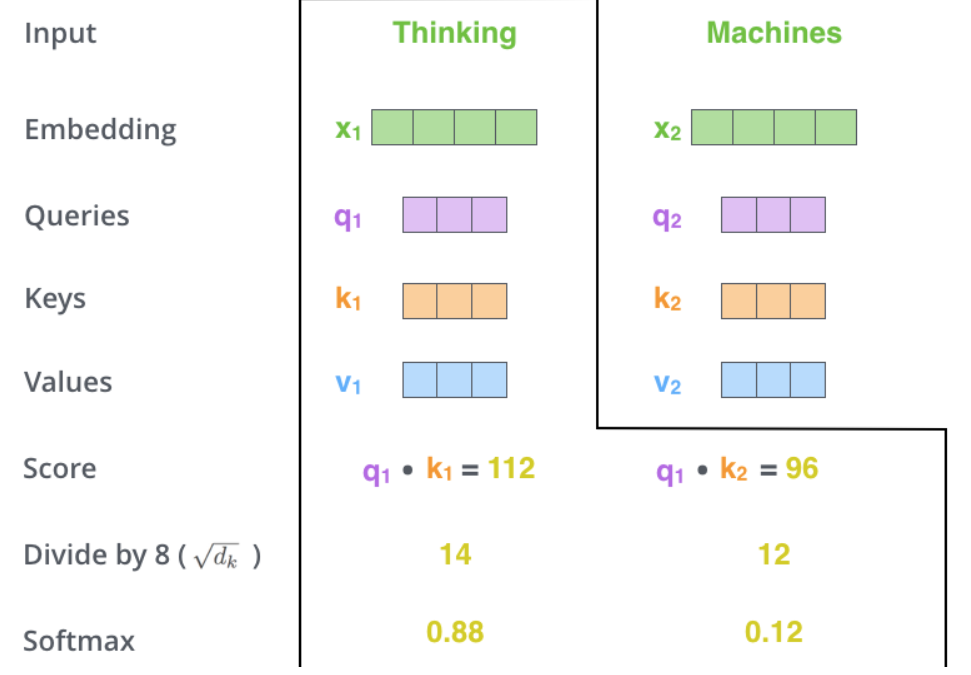 Input Thinking Machines
Embedding x₁ x₂
Queries q₁ q₂
Keys k₁ k₂
Values v₁ v₂
Score q₁ • k₁ = 112 q₁ • k₂ = 96
Divide by 8 ( √dₖ ) 14 12
Softmax 0.88 0.12